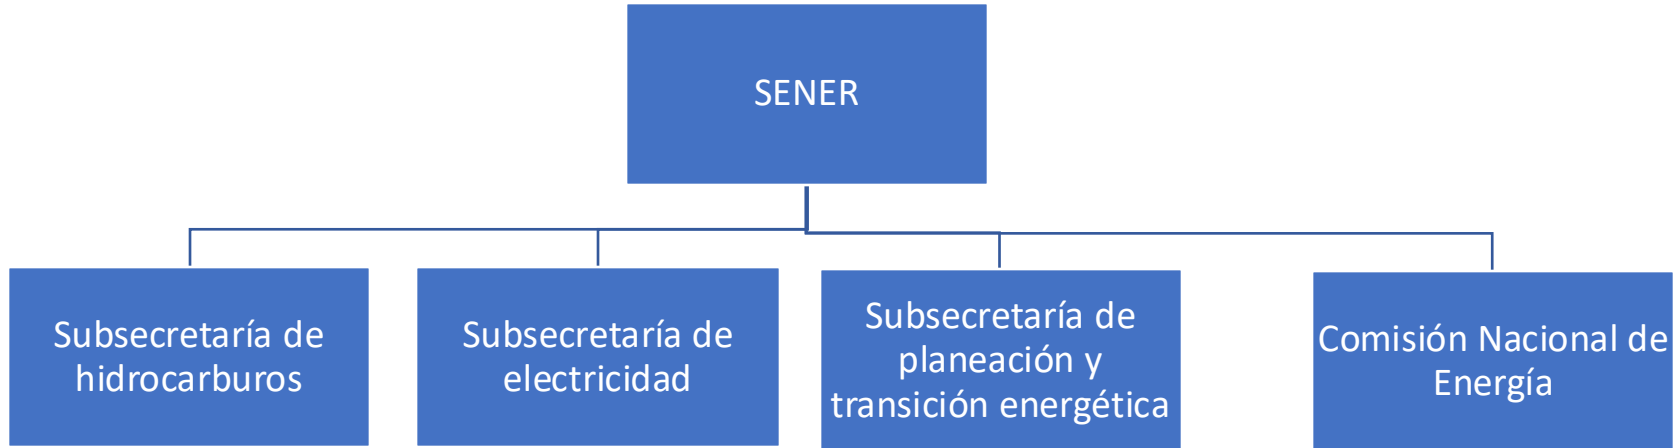 SENER
Subsecretaría de
hidrocarburos
Subsecretaría de
electricidad
Subsecretaría de
planeación y
transición energética
Comisión Nacional de
Energía